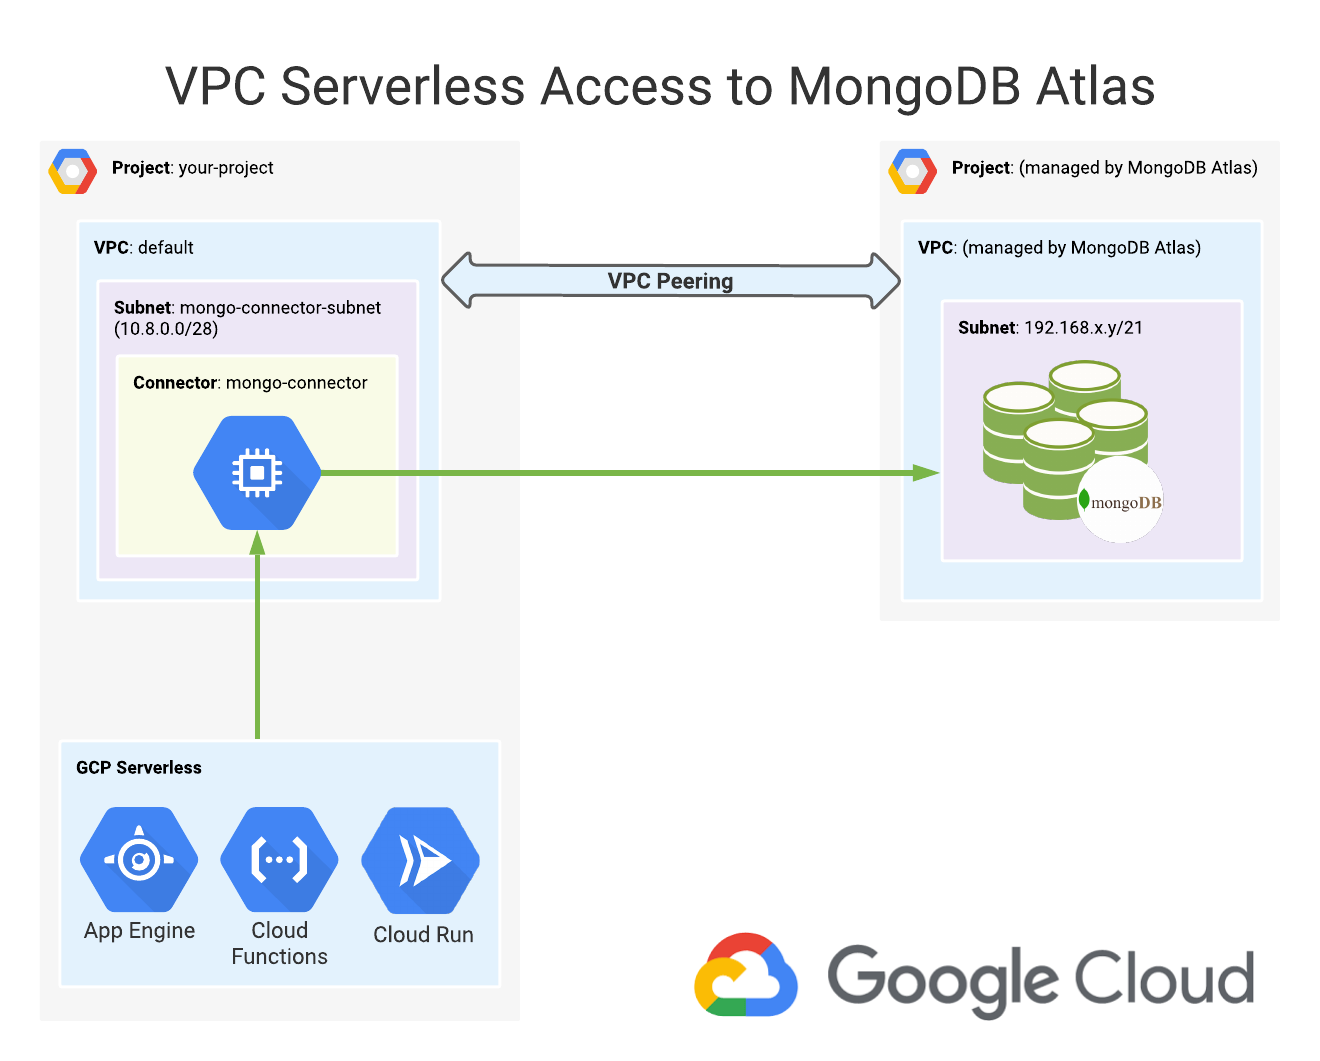 VPC Serverless Access to MongoDB Atlas
Project: your-project
VPC: default
Subnet: mongo-connector-subnet
(10.8.0.0/28)
Connector: mongo-connector
VPC Peering
Project: (managed by MongoDB Atlas)
VPC: (managed by MongoDB Atlas)
Subnet: 192.168.x.y/21
mongoDB
GCP Serverless
App Engine
Cloud
Functions
Cloud Run
Google Cloud